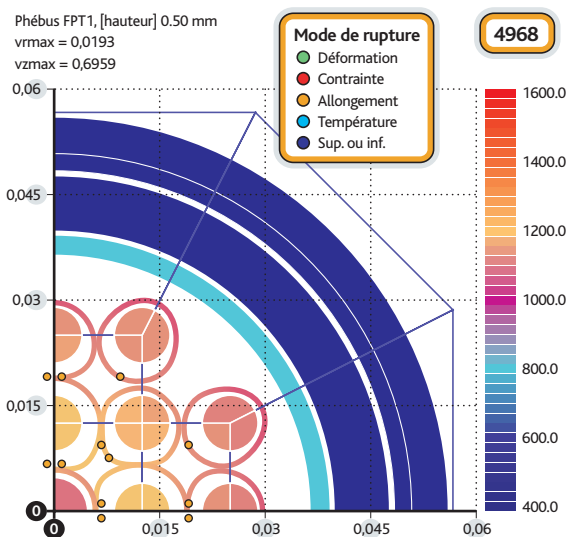 Phébus FPT1, [hauteur] 0.50 mm
vrmax = 0,0193
vzmax = 0,6959
Mode de rupture
Déformation
Contrainte
Allongement
Température
Sup. ou inf.
4968
0,06
0,045
0,03
0,015
0
0
0,015
0,03
0,045
0,06
1600.0
1400.0
1200.0
1000.0
800.0
600.0
400.0